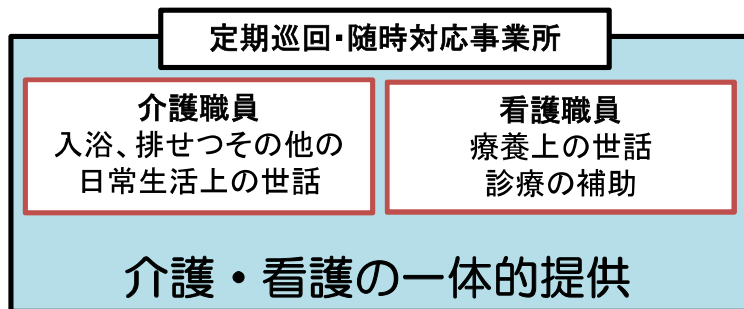 定期巡回・随時対応事業所
介護職員
入浴、排せつその他の
日常生活上の世話
看護職員
療養上の世話
診療の補助
介護・看護の一体的提供